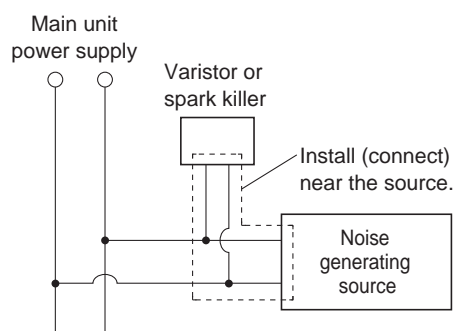 Main unit
power supply
Varistor or
spark killer
Install (connect)
near the source.
Noise
generating
source